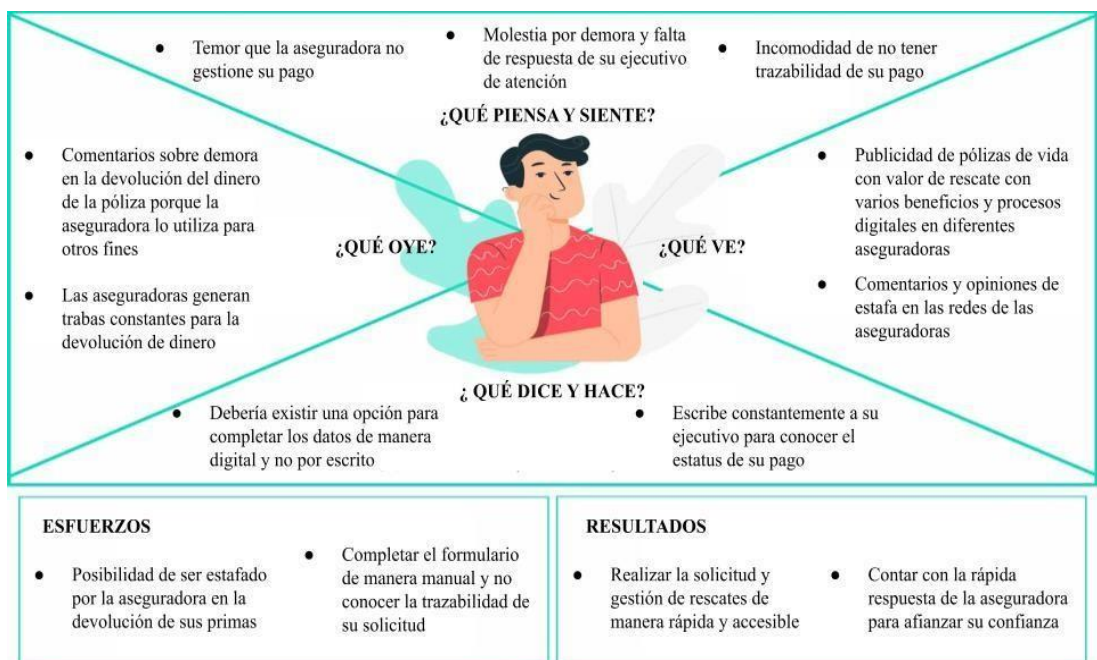 ● Temor que la aseguradora no
gestione su pago
● Molestia por demora y falta
de respuesta de su ejecutivo
de atención
● Incomodidad de no tener
trazabilidad de su pago
¿QUÉ PIENSA Y SIENTE?
● Comentarios sobre demora
en la devolución del dinero
de la póliza porque la
aseguradora lo utiliza para
otros fines
● Las aseguradoras generan
trabas constantes para la
devolución de dinero
¿QUÉ OYE?
¿QUÉ VE?
● Publicidad de pólizas de vida
con valor de rescate con
varios beneficios y procesos
digitales en diferentes
aseguradoras
● Comentarios y opiniones de
estafa en las redes de las
aseguradoras
¿ QUÉ DICE Y HACE?
● Debería existir una opción para
completar los datos de manera
digital y no por escrito
● Escribe constantemente a su
ejecutivo para conocer el
estatus de su pago
ESFUERZOS
● Posibilidad de ser estafado
por la aseguradora en la
devolución de sus primas
● Completar el formulario
de manera manual y no
conocer la trazabilidad de
su solicitud
RESULTADOS
● Realizar la solicitud y
gestión de rescates de
manera rápida y accesible
● Contar con la rápida
respuesta de la aseguradora
para afianzar su confianza